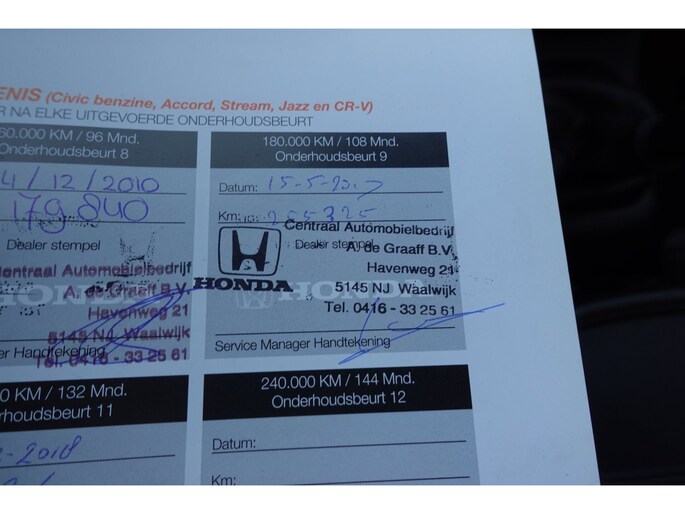 ENIS (Civic benzine, Accord, Stream, Jazz en CR-V)
R NA ELKE UITGEVOERDE ONDERHOUDSBEURT
60.000 KM / 96 Mnd.
Onderhoudsbeurt 8
4/12/2010
179.840
Dealer stempel
Centraal Automobielbedrijf
A. de Graaff B.V.
Havenweg 21
5145 NJ Waalwijk
Tel. 0416 - 33 25 61
er Handtekening
180.000 KM / 108 Mnd.
Onderhoudsbeurt 9
Datum: 15-5-
Km:
Centraal Automobielbedrijf
Dealer stempel A. de Graaff B.V.
Havenweg 21
HONDA 5145 NJ Waalwijk
Tel. 0416 - 33 25 61
Service Manager Handtekening
0 KM / 132 Mnd.
derhoudsbeurt 11
-2018
240.000 KM / 144 Mnd.
Onderhoudsbeurt 12
Datum:
Km: